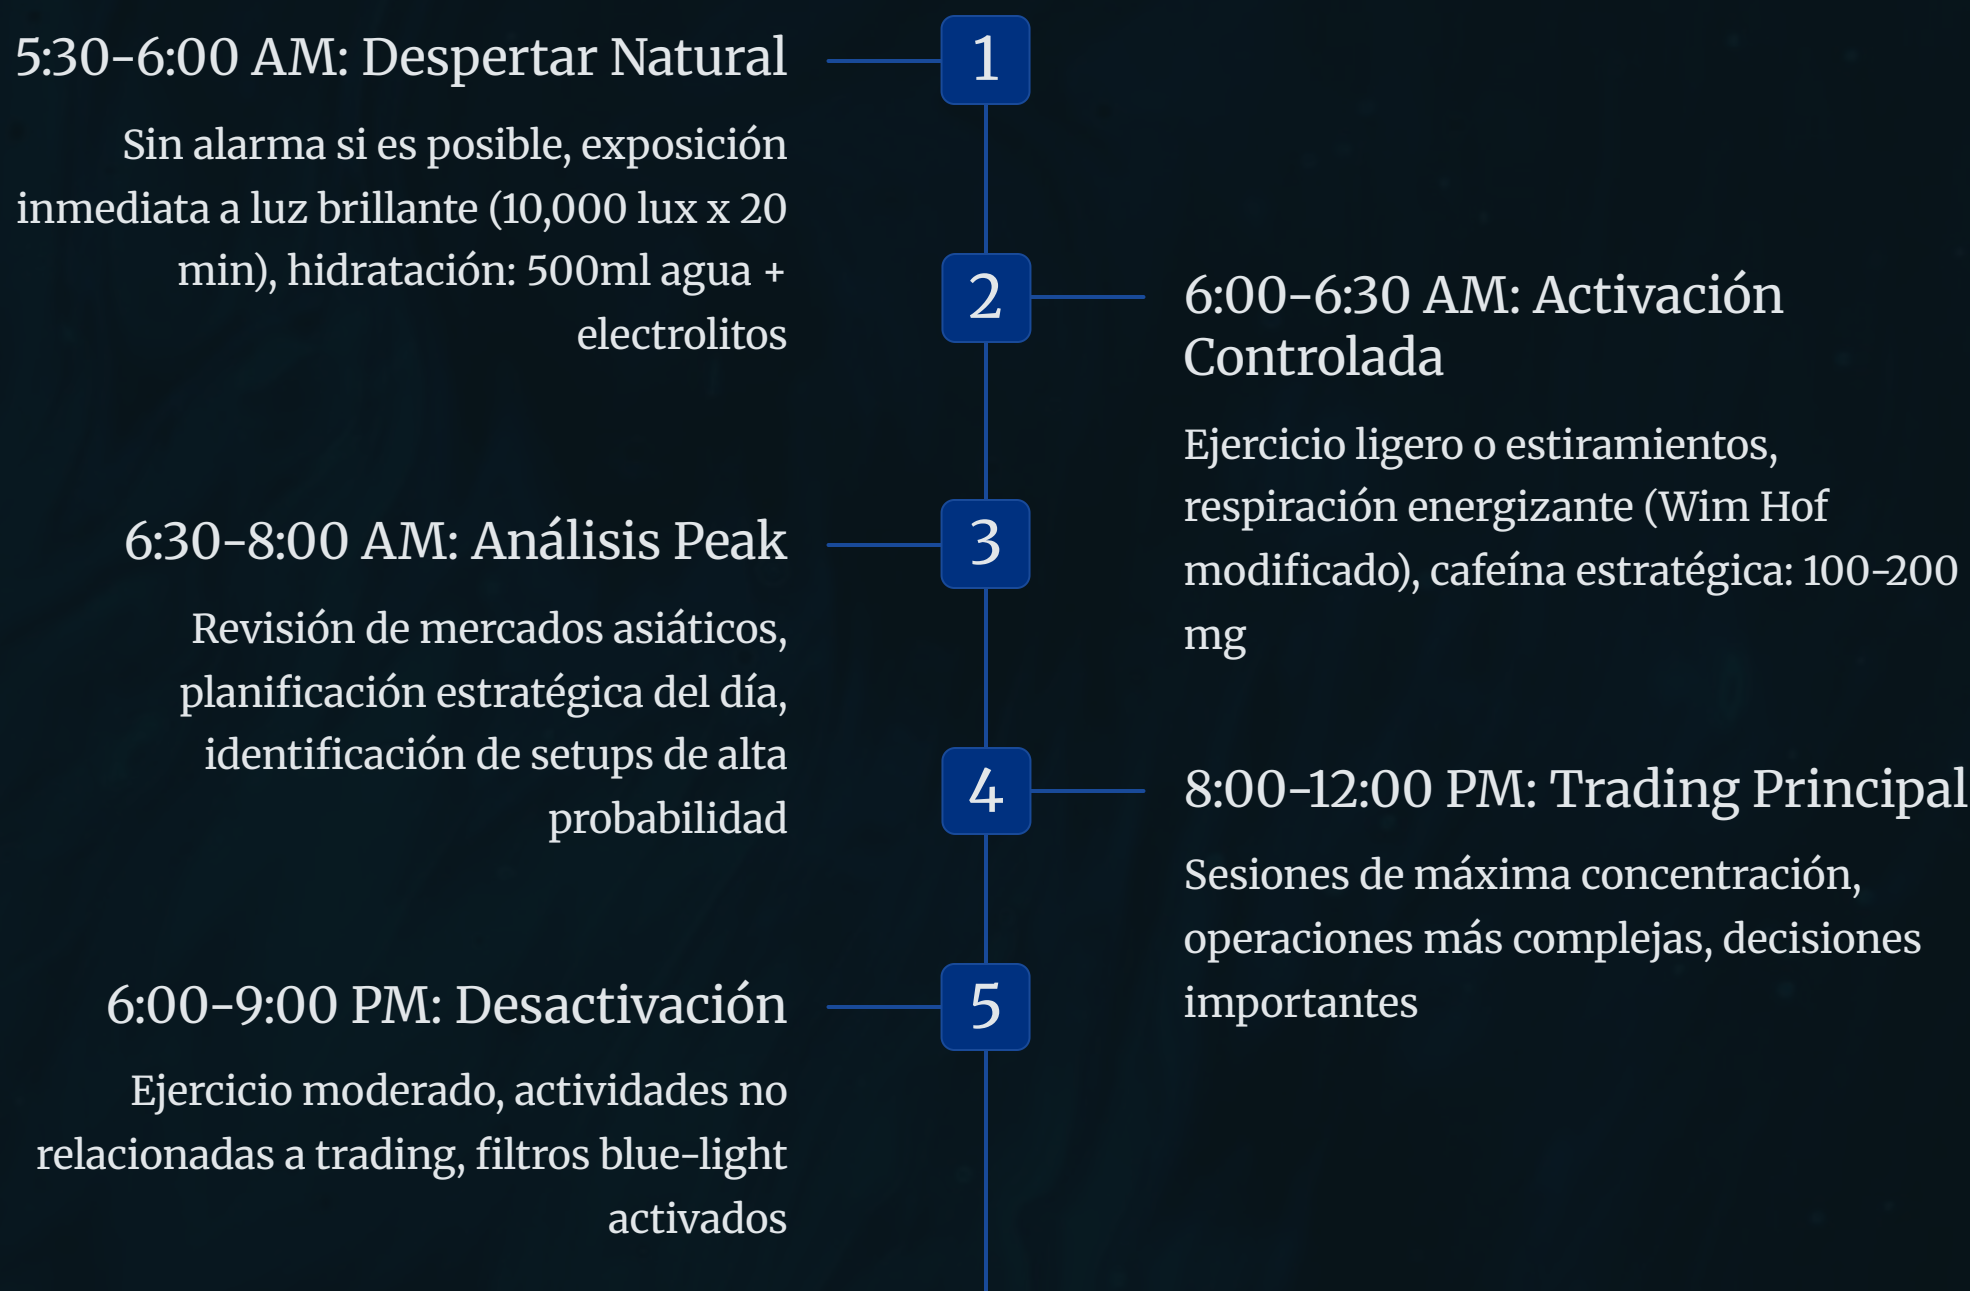 1
5:30-6:00 AM: Despertar Natural
Sin alarma si es posible, exposición
inmediata a luz brillante (10,000 lux x 20
min), hidratación: 500ml agua +
electrolitos
2
6:00-6:30 AM: Activación
Controlada
Ejercicio ligero o estiramientos,
respiración energizante (Wim Hof
modificado), cafeína estratégica: 100-200
mg
3
6:30-8:00 AM: Análisis Peak
Revisión de mercados asiáticos,
planificación estratégica del día,
identificación de setups de alta
probabilidad
4
8:00-12:00 PM: Trading Principal
Sesiones de máxima concentración,
operaciones más complejas, decisiones
importantes
5
6:00-9:00 PM: Desactivación
Ejercicio moderado, actividades no
relacionadas a trading, filtros blue-light
activados